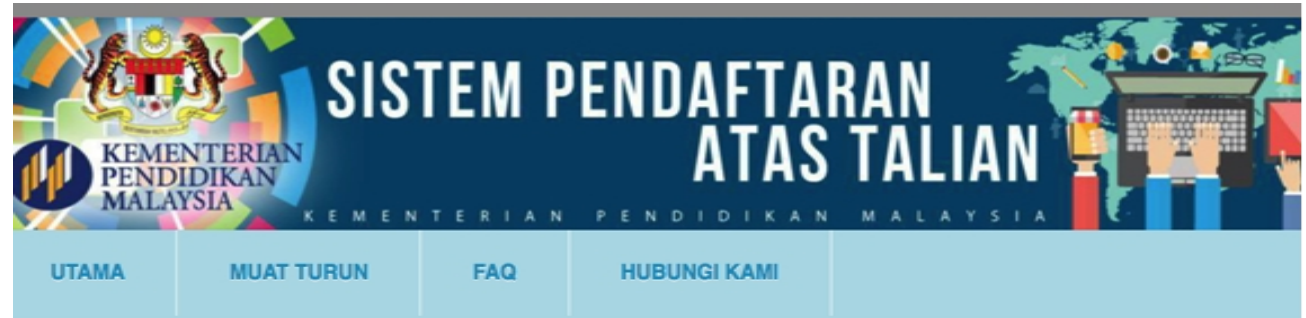 SISTEM PENDAFTARAN
ATAS TALIAN
KEMENTERIAN
PENDIDIKAN
MALAYSIA
KEMENTERIAN PENDIDIKAN MALAYSIA
UTAMA MUAT TURUN FAQ HUBUNGI KAMI